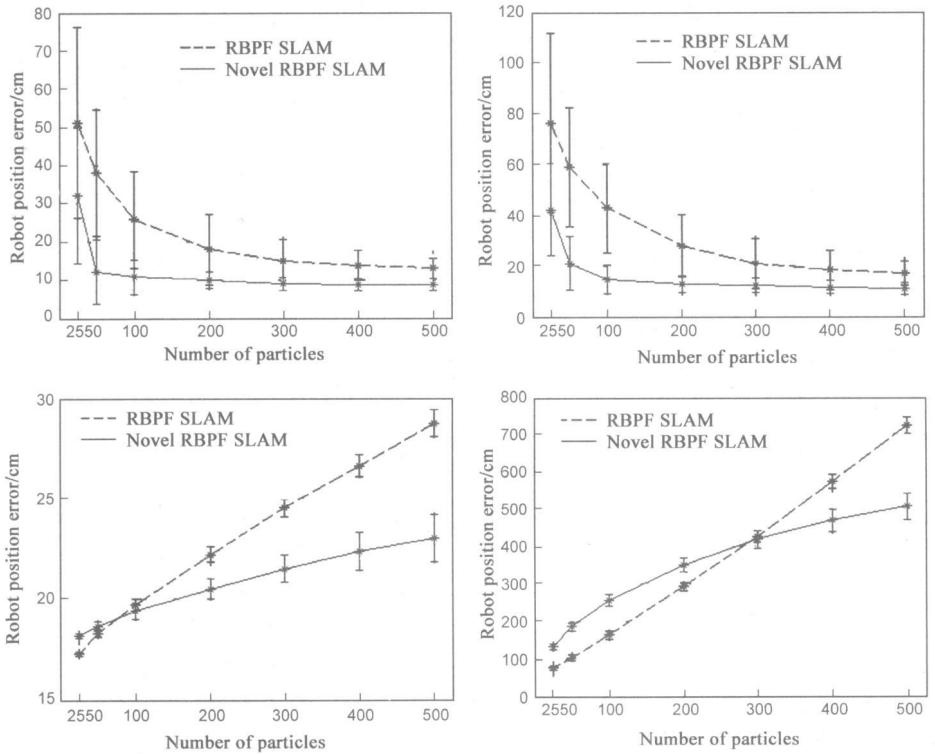 80
70
60
50
40
30
20
10
0
Robot position error/cm
RBPF SLAM
Novel RBPF SLAM
2550 100 200 300 400 500
Number of particles
120
100
80
60
40
20
0
Robot position error/cm
RBPF SLAM
Novel RBPF SLAM
2550 100 200 300 400 500
Number of particles
30
25
20
15
Robot position error/cm
RBPF SLAM
Novel RBPF SLAM
2550 100 200 300 400 500
Number of particles
800
700
600
500
400
300
200
100
0
Robot position error/cm
RBPF SLAM
Novel RBPF SLAM
2550 100 200 300 400 500
Number of particles